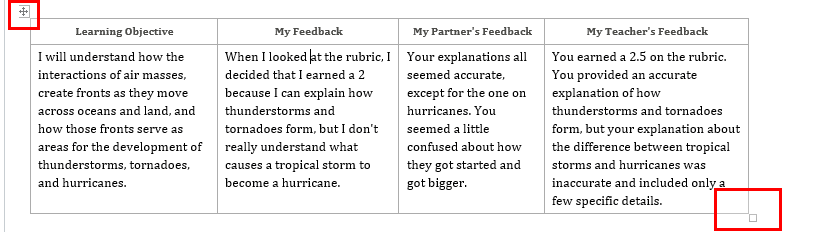 Learning Objective
My Feedback
My Partner's Feedback
My Teacher's Feedback
I will understand how the
interactions of air masses,
create fronts as they move
across oceans and land, and
how those fronts serve as
areas for the development of
thunderstorms, tornadoes,
and hurricanes.
When I looked at the rubric, I
decided that I earned a 2
because I can explain how
thunderstorms and
tornadoes form, but I don't
really understand what
causes a tropical storm to
become a hurricane.
Your explanations all
seemed accurate,
except for the one on
hurricanes. You
seemed a little
confused about how
they got started and
got bigger.
You earned a 2.5 on the rubric.
You provided an accurate
explanation of how
thunderstorms and tornadoes
form, but your explanation about
the difference between tropical
storms and hurricanes was
inaccurate and included only a
few specific details.